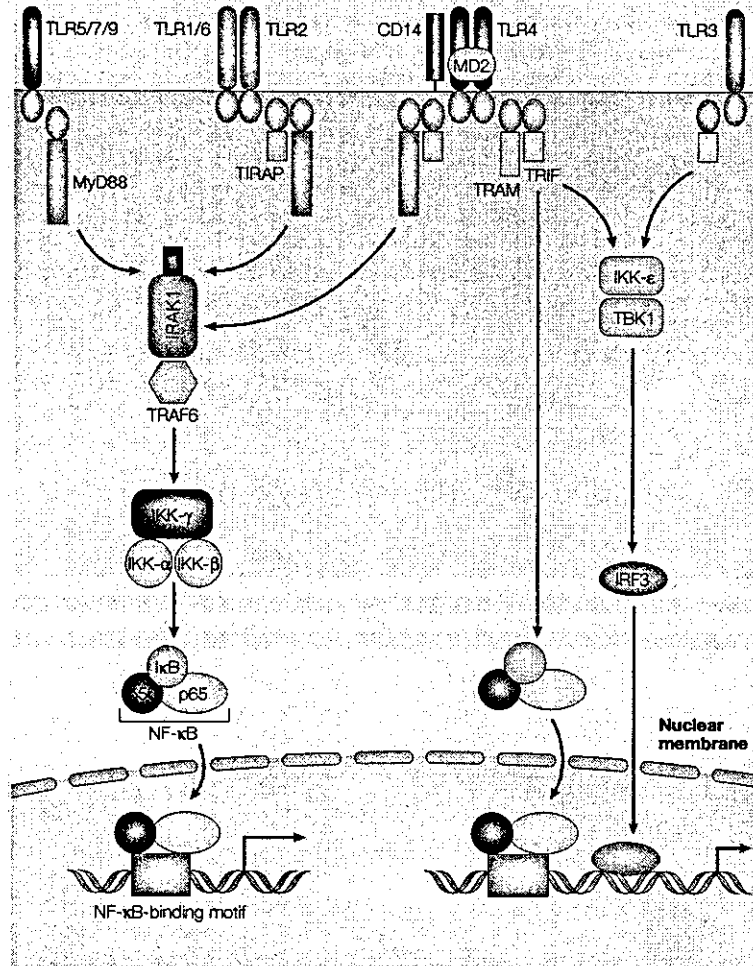 TLR5/7/9
TLR1/6
TLR2
CD14
TLR4
TLR3
MD2
MyD88
TIRAP
TRAM
TRIF
IRAK1
IKK-ε
TBK1
TRAF6
IKK-γ
IKK-α
IKK-β
IRF3
IκB
p65
NF-κB
Nuclear
membrane
NF-κB-binding motif